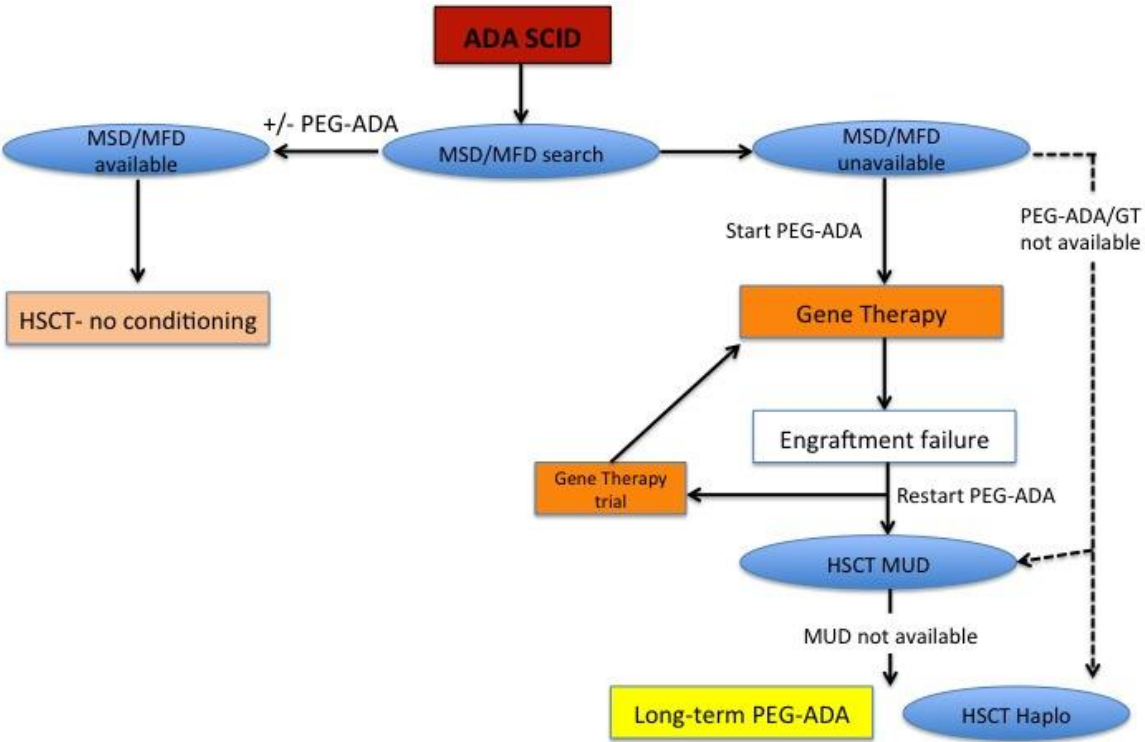 ADA SCID
+/- PEG-ADA
MSD/MFD
available
MSD/MFD search
MSD/MFD
unavailable
Start PEG-ADA
PEG-ADA/GT
not available
HSCT- no conditioning
Gene Therapy
Engraftment failure
Gene Therapy
trial
Restart PEG-ADA
HSCT MUD
MUD not available
Long-term PEG-ADA
HSCT Haplo